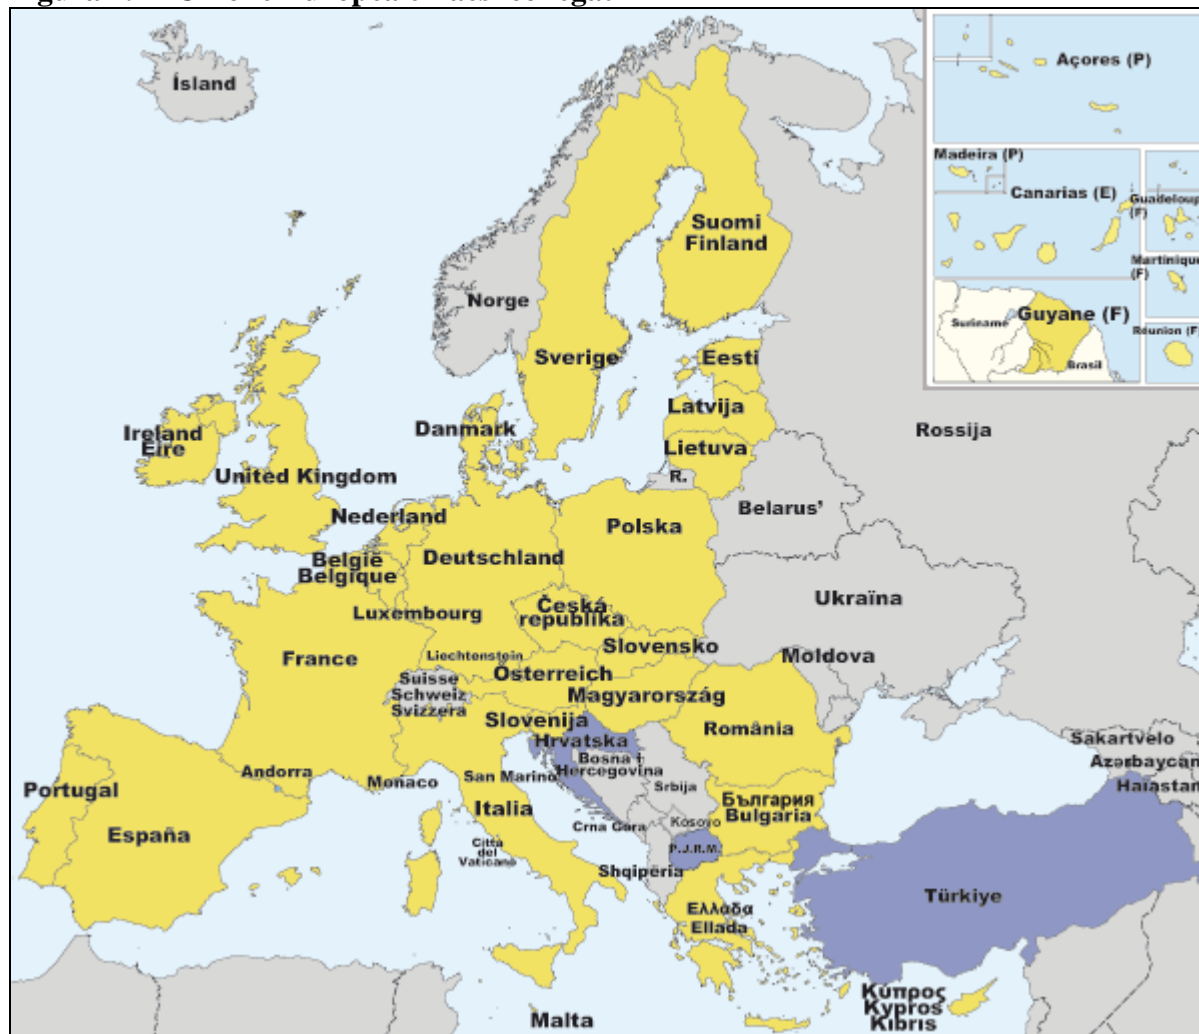 Ísland
Açores (P)
Madeira (P)
Canarias (E)
Guadeloup
(F)
Martinique
(F)
Guyane (F)
Suriname
Brasil
Réunion (F)
Suomi
Finland
Norge
Sverige
Eesti
Latvija
Lietuva
R.
Rossija
Danmark
Ireland
Éire
United Kingdom
Nederland
België
Belgique
Deutschland
Polska
Belarus’
Luxembourg
Česká
republika
Ukraïna
Slovensko
Moldova
France
Liechtenstein
Österreich
Suisse
Schweiz
Svizzera
Magyarország
Slovenija
România
Hrvatska
Bosna i
Hercegovina
Srbija
Sakartvelo
Azərbaycan
Haiastan
Andorra
Monaco
San Marino
Portugal
España
Italia
Crna Gora
Kosovo
България
Bulgaria
Città
del
Vaticano
P.J.R.M.
Shqipëria
Türkiye
Ελλάδα
Ellada
Malta
Κύπρος
Kypros
Kıbrıs